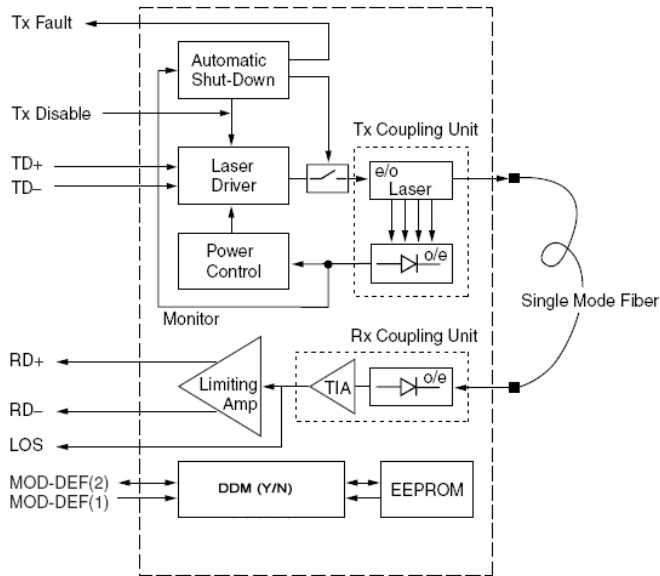 Tx Fault
Automatic
Shut-Down
Tx Disable
Tx Coupling Unit
TD+
TD–
Laser
Driver
e/o
Laser
Power
Control
o/e
Single Mode Fiber
Monitor
Rx Coupling Unit
RD+
RD–
LOS
Limiting
Amp
TIA
o/e
MOD-DEF(2)
MOD-DEF(1)
DDM (Y/N)
EEPROM